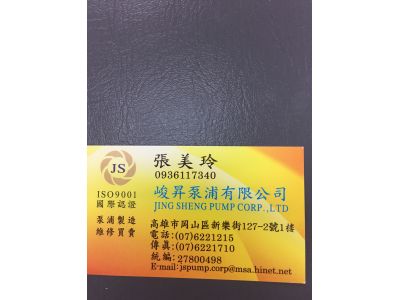 JS
ISO9001
國際認證
泵浦製造
維修買賣
張美玲
0936117340
峻昇泵浦有限公司
JING SHENG PUMP CORP.,LTD
高雄市岡山區新樂街127-2號1樓
電話:(07)6221215
傳真:(07)6221710
統編:27800498
E-mail:jspump.corp@msa.hinet.net